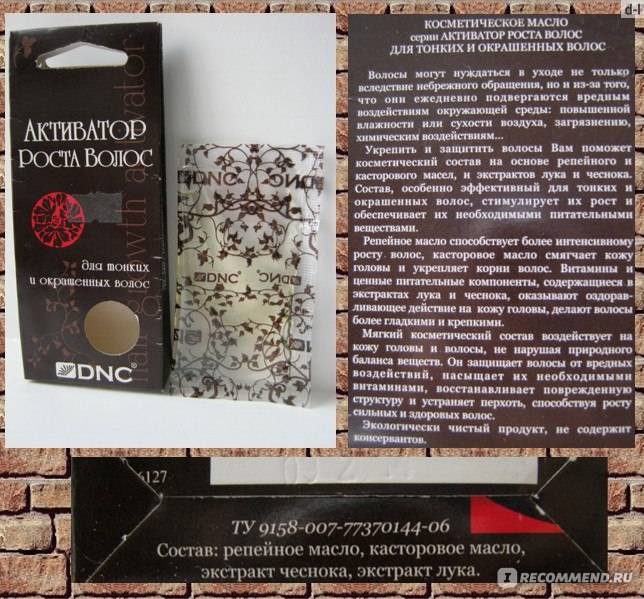 АКТИВАТОР
РОСТА ВОЛОС
для тонких
и окрашенных волос
DNC®
hair growth activator
DNC
DNC
DNC
d-l
КОСМЕТИЧЕСКОЕ МАСЛО
серии АКТИВАТОР РОСТА ВОЛОС
ДЛЯ ТОНКИХ И ОКРАШЕННЫХ ВОЛОС
Волосы могут нуждаться в уходе не только
вследствие небрежного обращения, но и из-за того,
что они ежедневно подвергаются вредным
воздействиям окружающей среды: повышенной
влажности или сухости воздуха, загрязнению,
химическим воздействиям...
Укрепить и защитить волосы Вам поможет
косметический состав на основе репейного и
касторового масел, и экстрактов лука и чеснока.
Состав, особенно эффективный для тонких и
окрашенных волос, стимулирует их рост и
обеспечивает их необходимыми питательными
веществами.
Репейное масло способствует более интенсивному
росту волос, касторовое масло смягчает кожу
головы и укрепляет корни волос. Витамины и
ценные питательные компоненты, содержащиеся в
экстрактах лука и чеснока, оказывают оздорав-
ливающее действие на кожу головы, делают волосы
более гладкими и крепкими.
Мягкий косметический состав воздействует на
кожу головы и волосы, не нарушая природного
баланса веществ. Он защищает волосы от вредных
воздействий, насыщает их необходимыми
витаминами, восстанавливает поврежденную
структуру и устраняет перхоть, способствуя росту
сильных и здоровых волос.
Экологически чистый продукт, не содержит
консервантов.
6127
ТУ 9158-007-77370144-06
Состав: репейное масло, касторовое масло,
экстракт чеснока, экстракт лука.
IRECOMMEND.RU